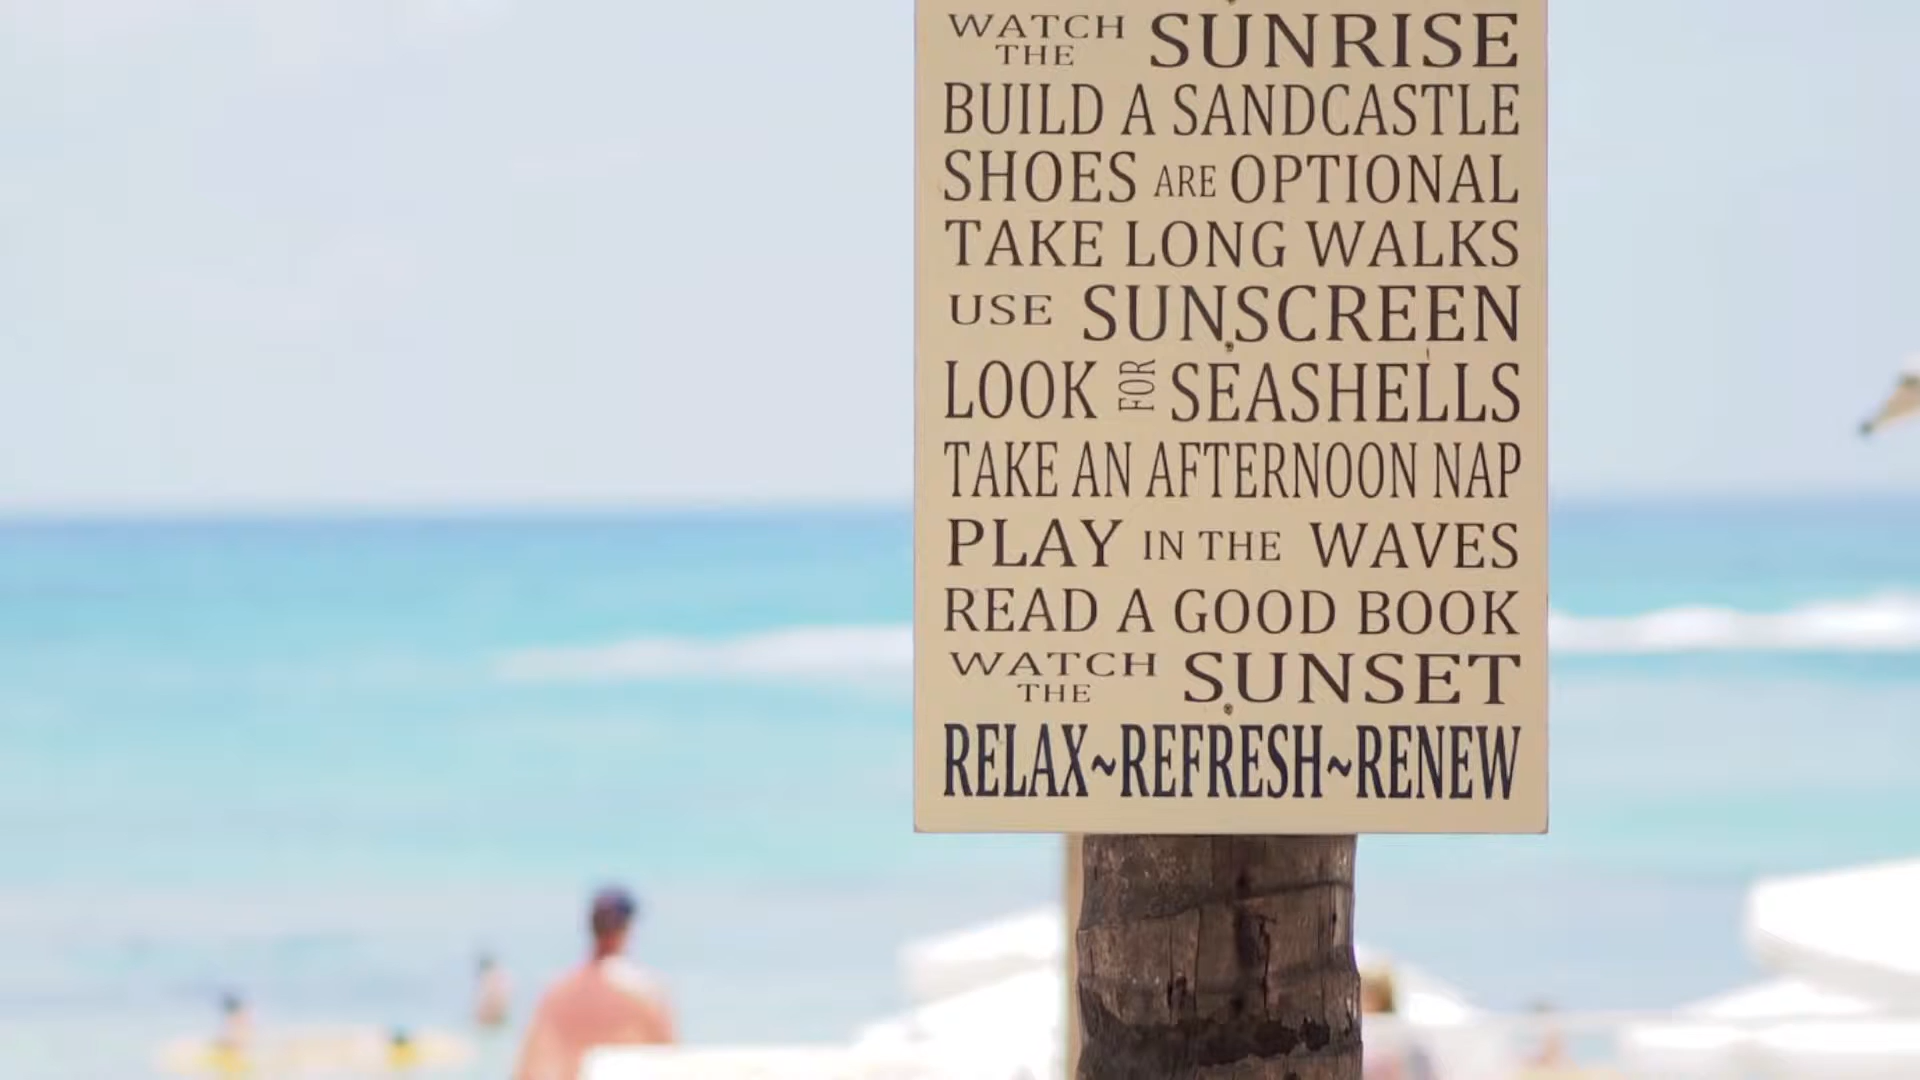 WATCH THE SUNRISE
BUILD A SANDCASTLE
SHOES ARE OPTIONAL
TAKE LONG WALKS
USE SUNSCREEN
LOOK FOR SEASHELLS
TAKE AN AFTERNOON NAP
PLAY IN THE WAVES
READ A GOOD BOOK
WATCH THE SUNSET
RELAX~REFRESH~RENEW